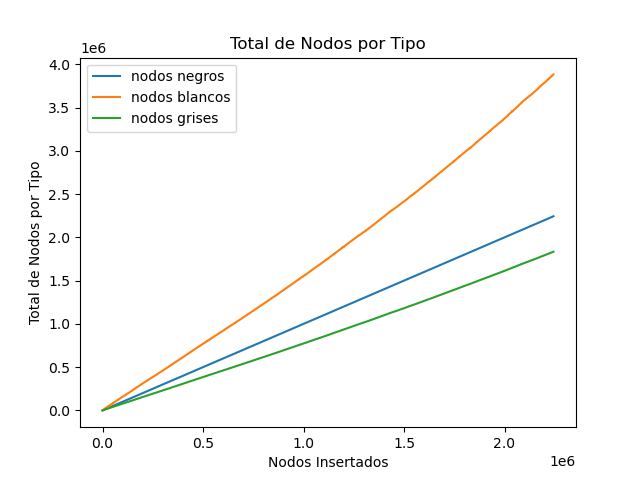 Total de Nodos por Tipo
1e6
nodos negros
nodos blancos
nodos grises
Total de Nodos por Tipo
4.0
3.5
3.0
2.5
2.0
1.5
1.0
0.5
0.0
0.0 0.5 1.0 1.5 2.0
Nodos Insertados
1e6